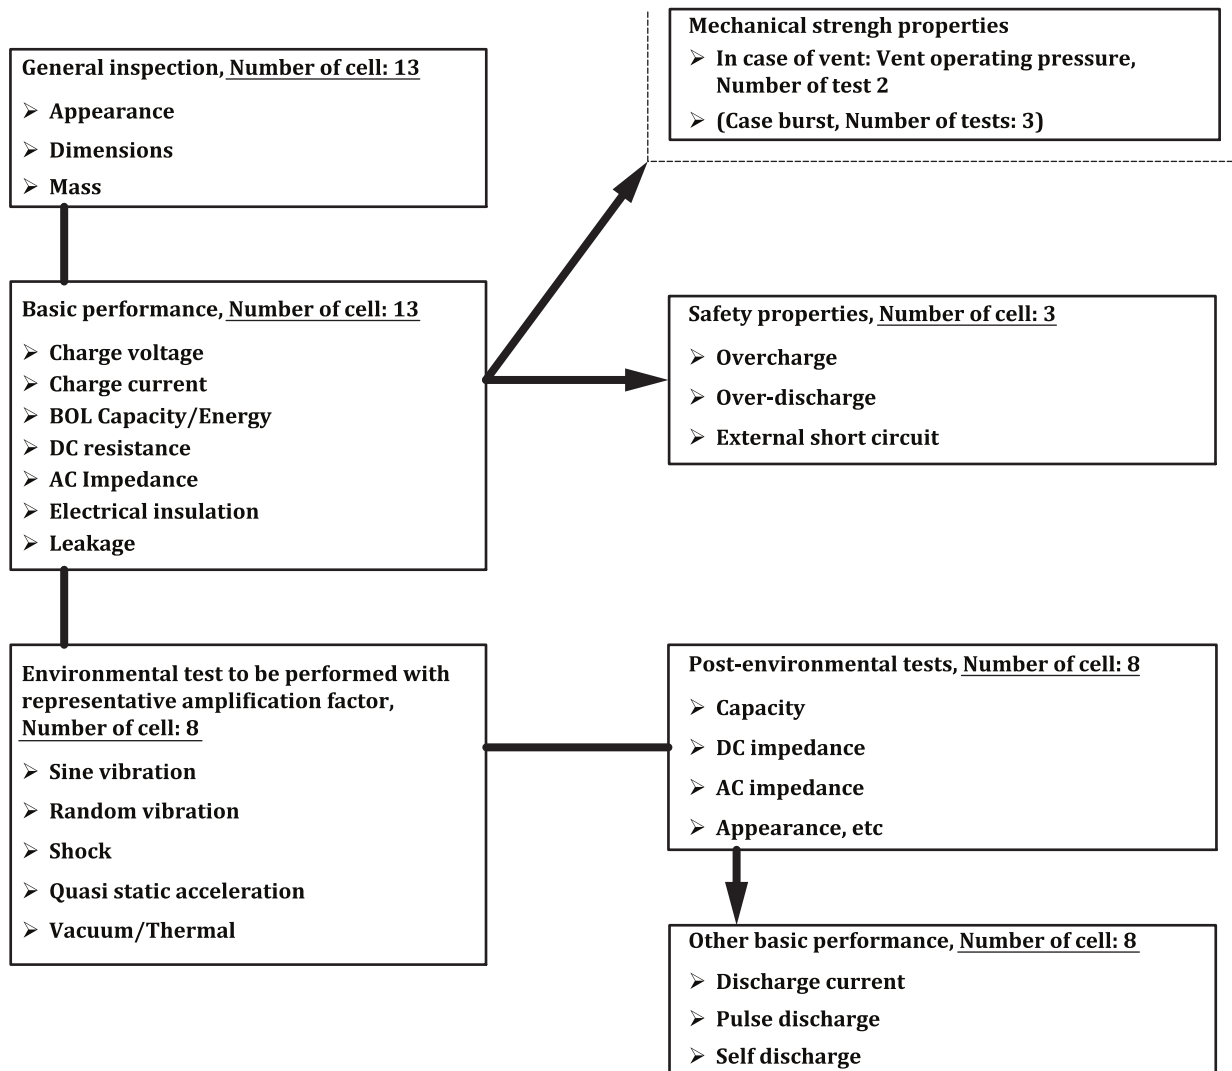 General inspection, Number of cell: 13
➢ Appearance
➢ Dimensions
➢ Mass
Mechanical strengh properties
➢ In case of vent: Vent operating pressure,
Number of test 2
➢ (Case burst, Number of tests: 3)
Basic performance, Number of cell: 13
➢ Charge voltage
➢ Charge current
➢ BOL Capacity/Energy
➢ DC resistance
➢ AC Impedance
➢ Electrical insulation
➢ Leakage
Safety properties, Number of cell: 3
➢ Overcharge
➢ Over-discharge
➢ External short circuit
Environmental test to be performed with
representative amplification factor,
Number of cell: 8
➢ Sine vibration
➢ Random vibration
➢ Shock
➢ Quasi static acceleration
➢ Vacuum/Thermal
Post-environmental tests, Number of cell: 8
➢ Capacity
➢ DC impedance
➢ AC impedance
➢ Appearance, etc
Other basic performance, Number of cell: 8
➢ Discharge current
➢ Pulse discharge
➢ Self discharge